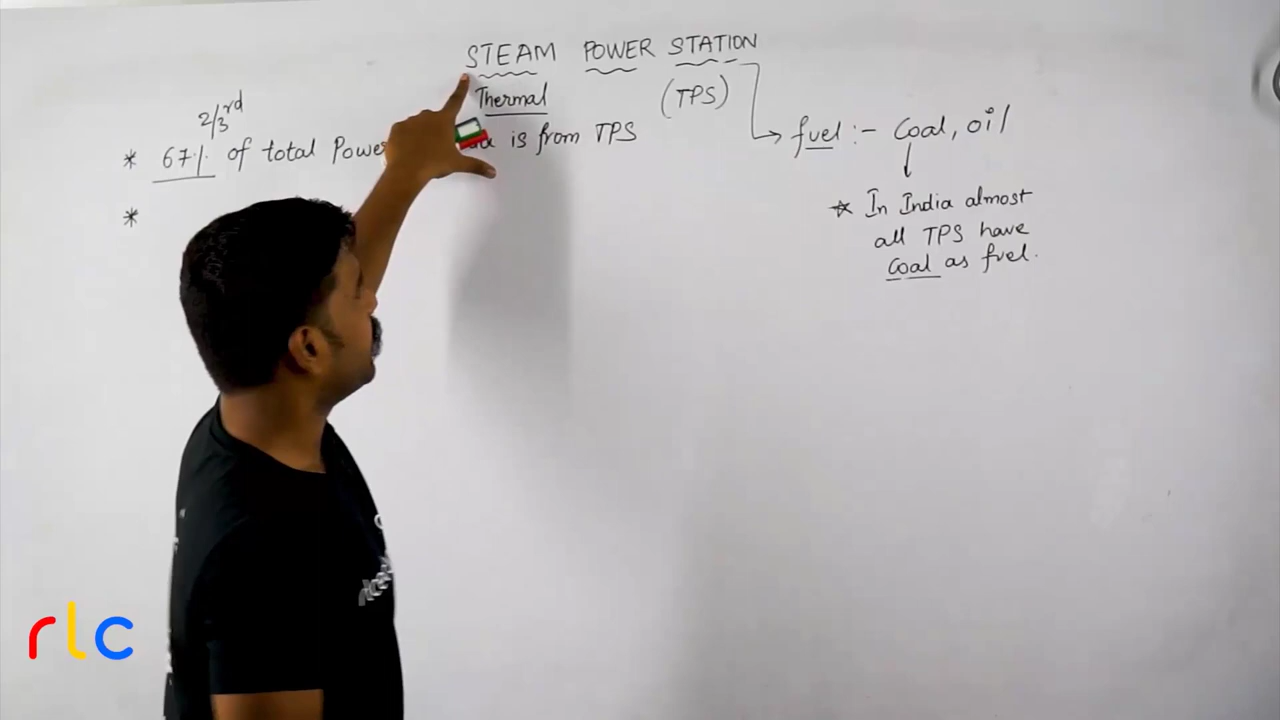 STEAM POWER STATION
Thermal (TPS)
2/3rd
* 67% of total Power is from TPS
*
fuel :- Coal, oil
* In India almost
all TPS have
Coal as fuel.
rlc